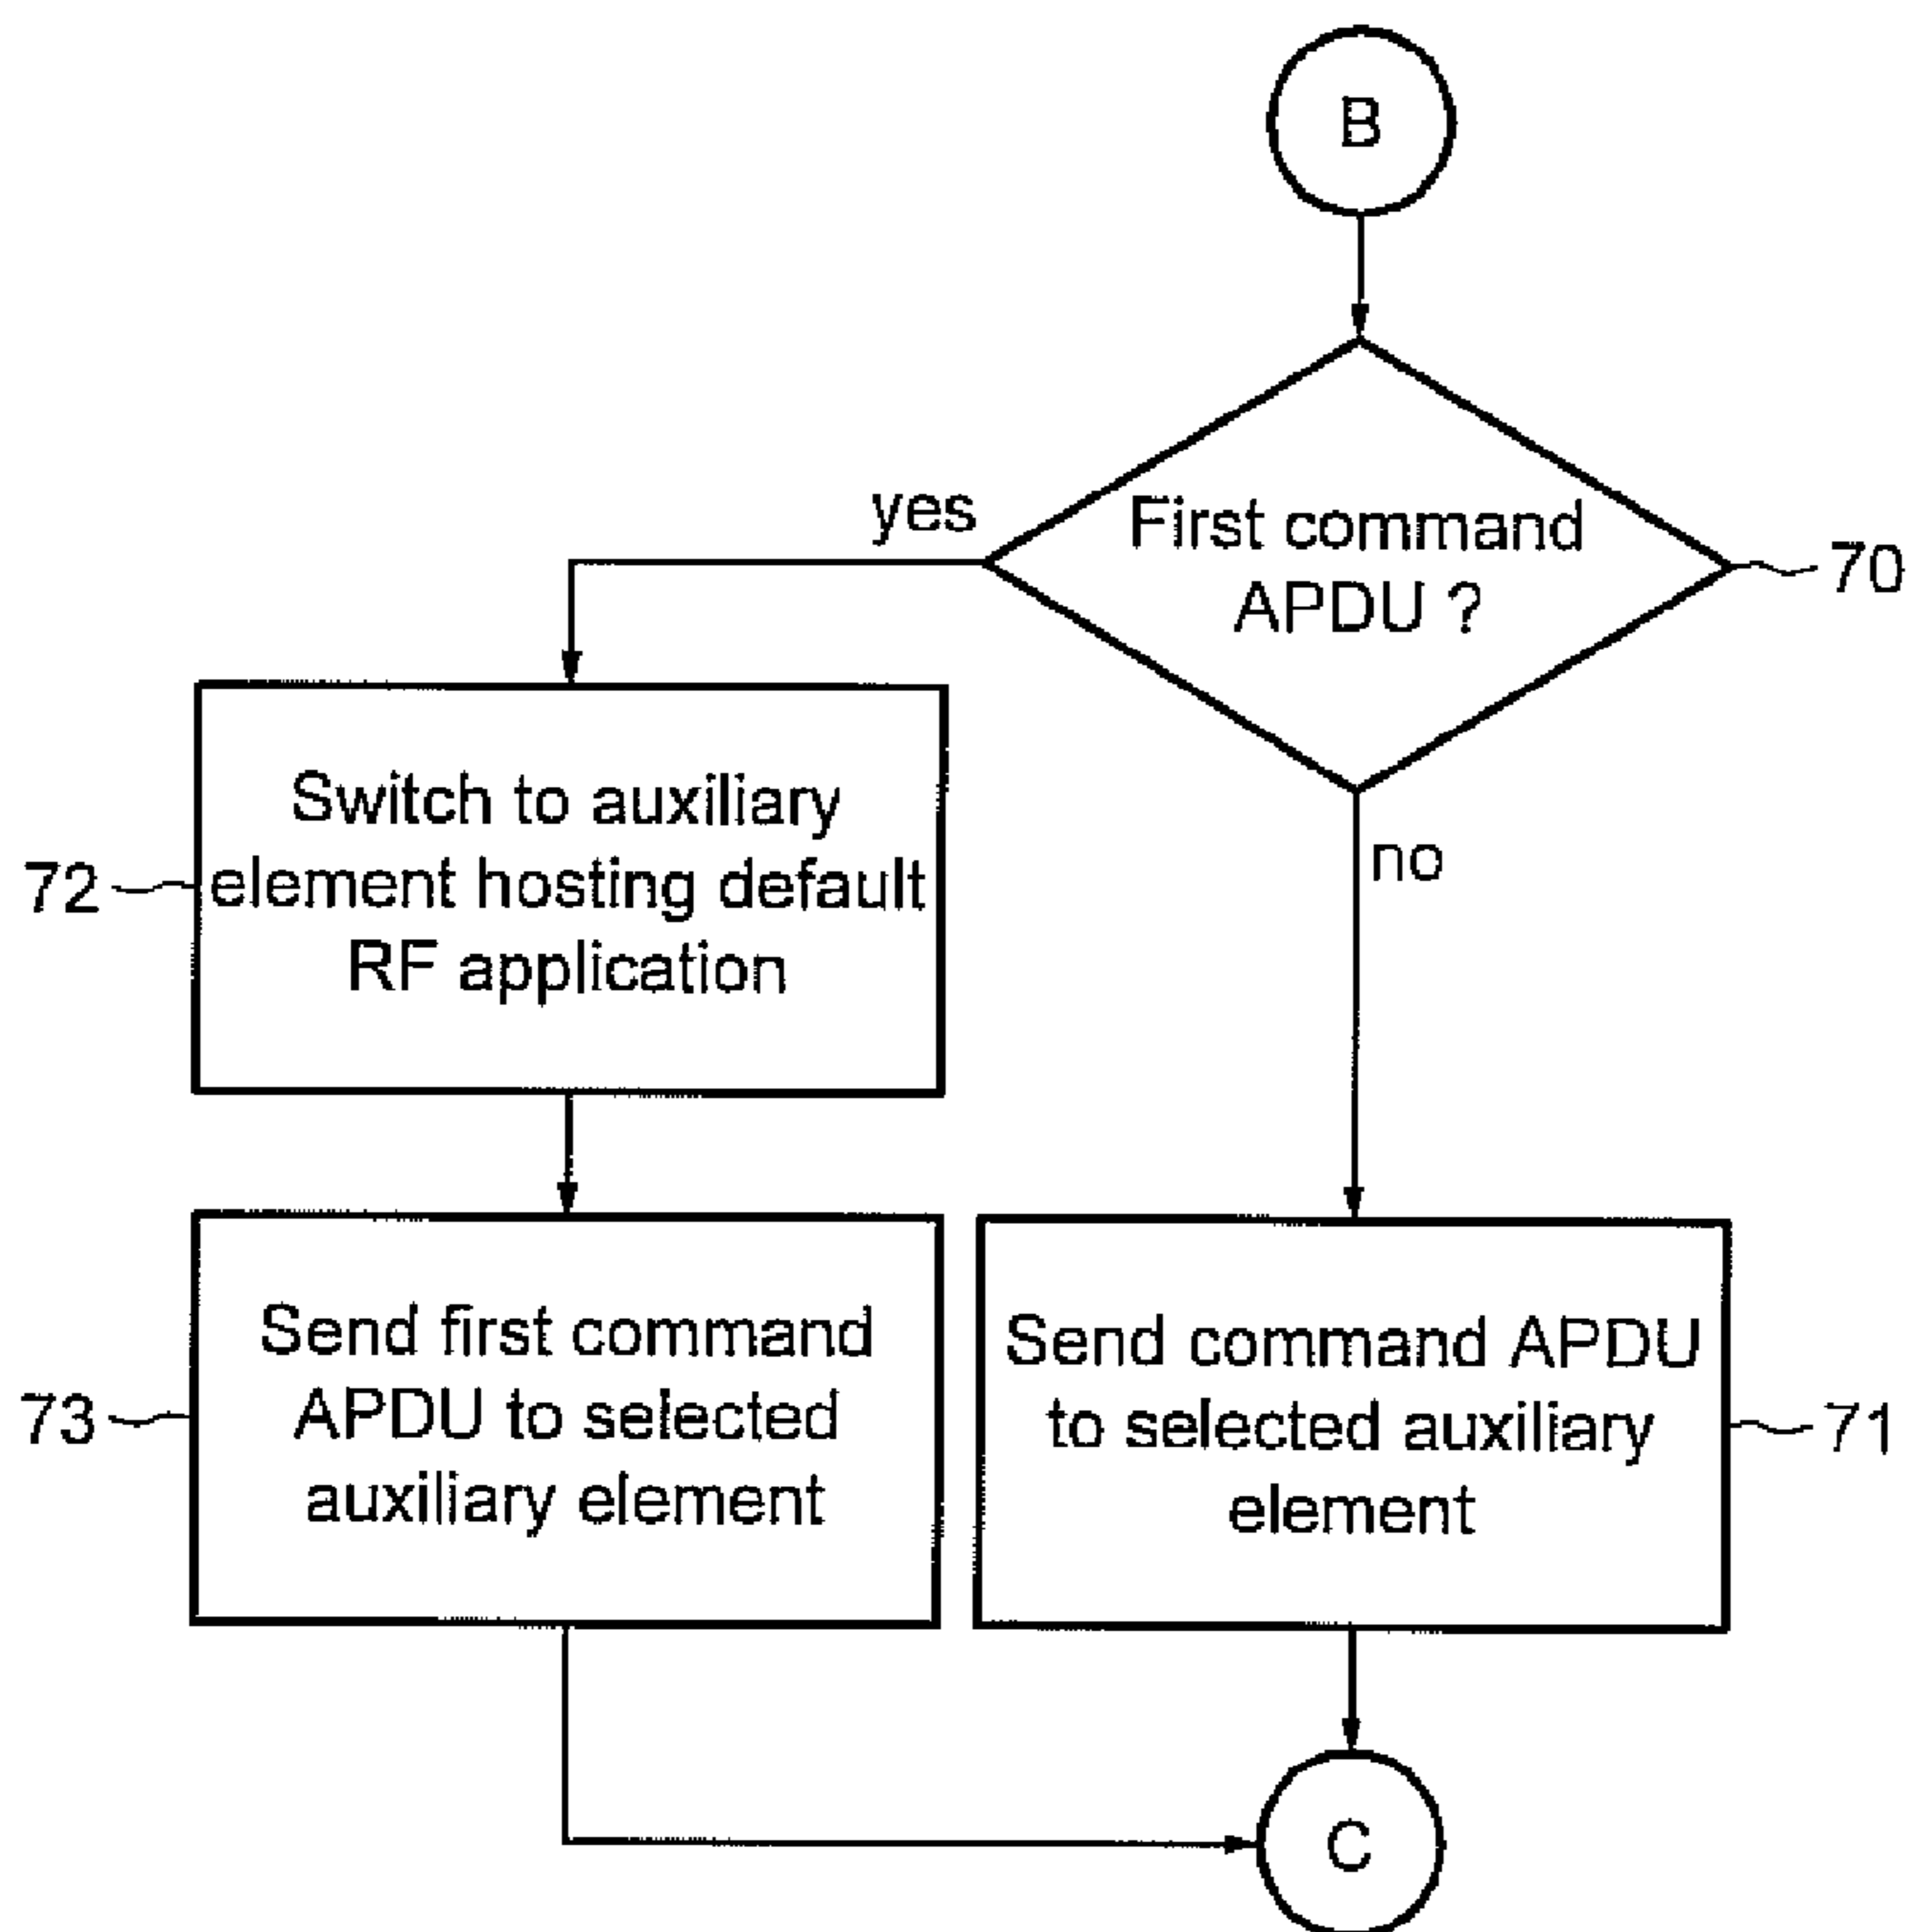 B
yes
First command
APDU ?
70
no
Switch to auxiliary
element hosting default
RF application
72
Send first command
APDU to selected
auxiliary element
73
Send command APDU
to selected auxiliary
element
71
C